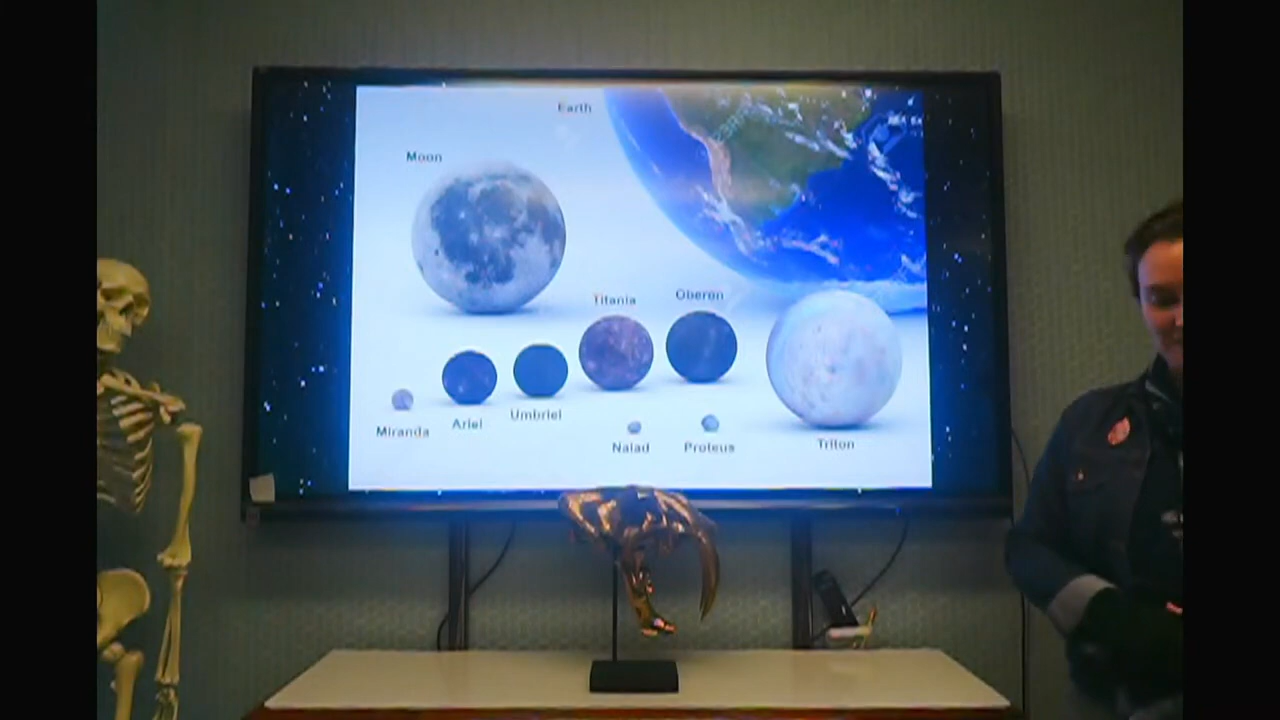 Earth
Moon
Titania
Oberon
Miranda
Ariel
Umbriel
Naiad
Proteus
Triton